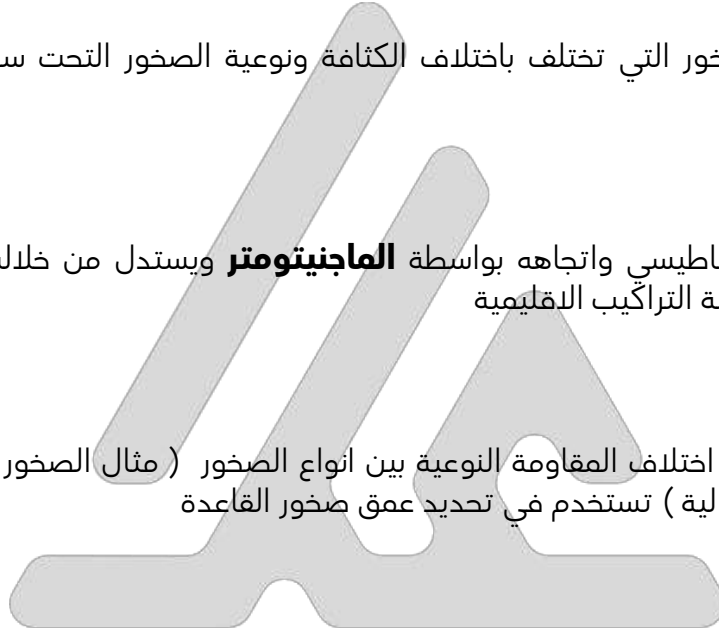 خور التي تختلف باختلاف الكثافة ونوعية الصخور التحت
اطيسي واتجاهه بواسطة الماجنيتومتر ويستدل من
ة التراكيب الاقليمية
اختلاف المقاومة النوعية بين انواع الصخور ( مثال الصخور
لية ) تستخدم في تحديد عمق صخور القاعدة